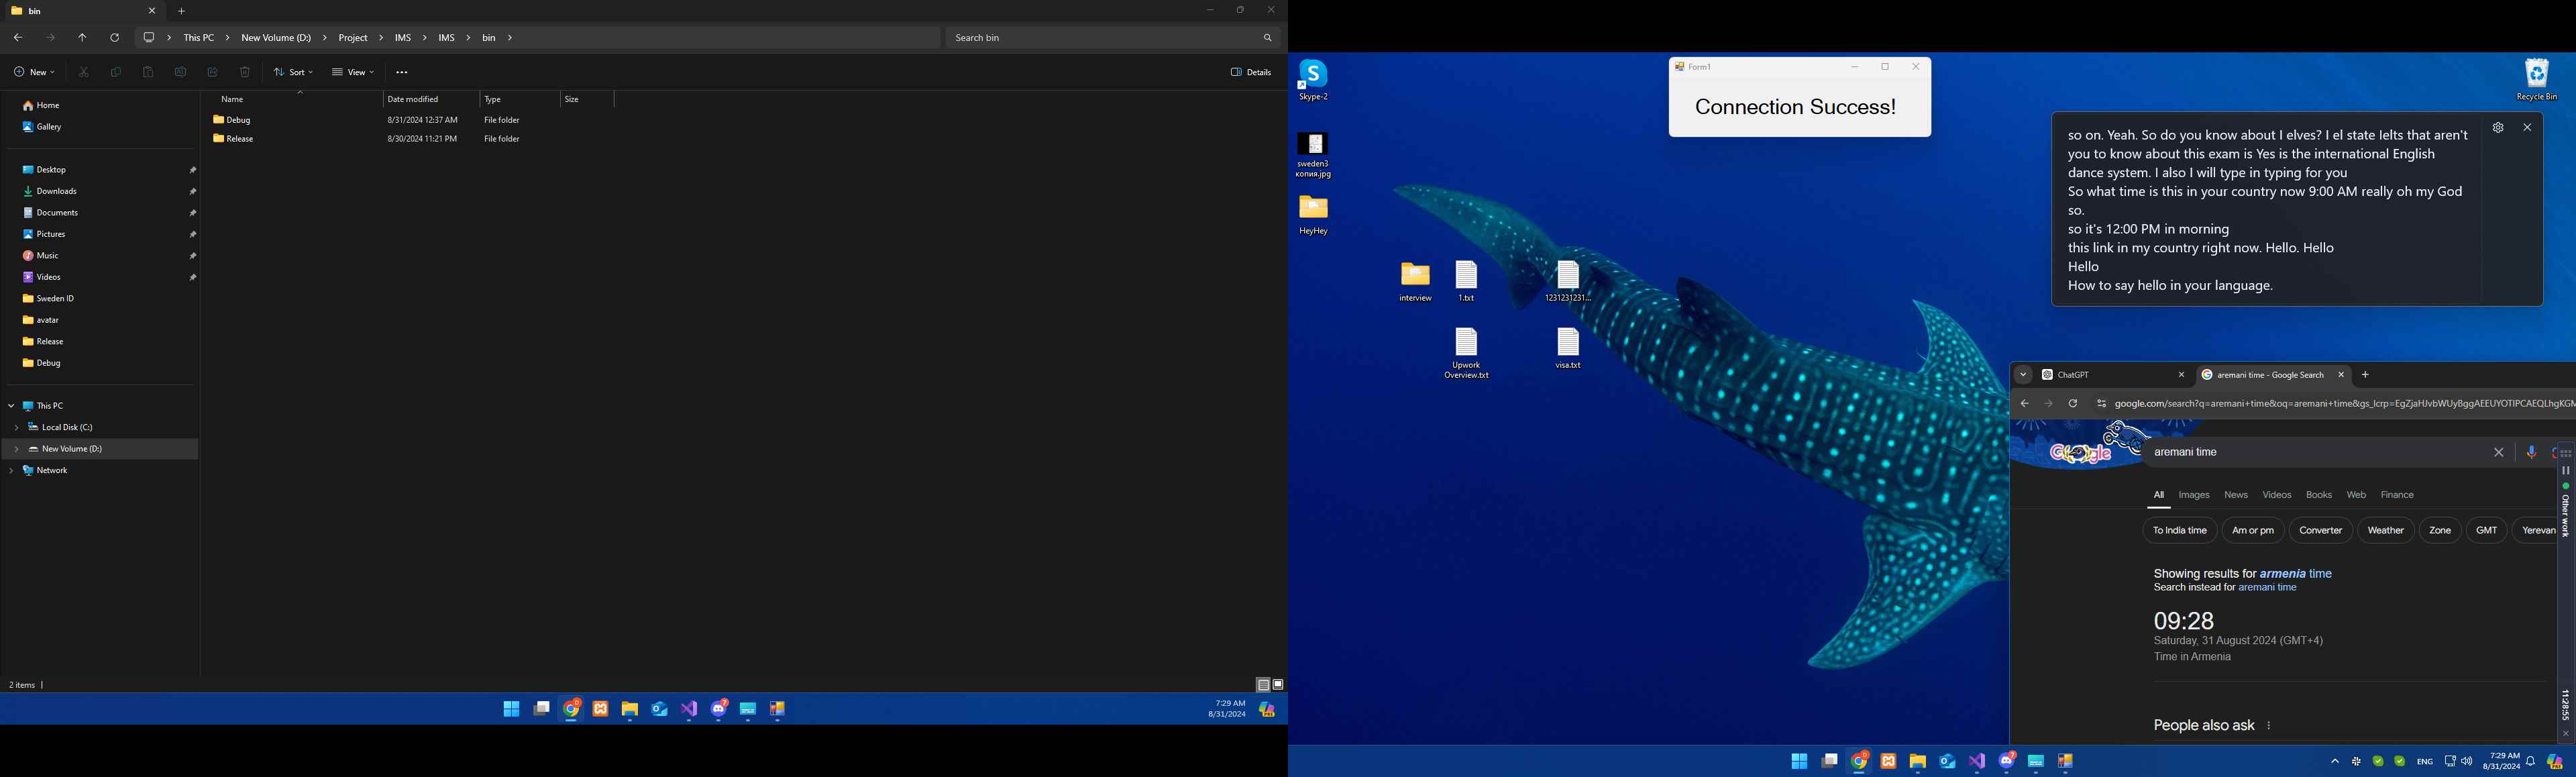 bin
This PC > New Volume (D:) > Project > IMS > IMS > bin >
Search bin
New
Sort
View
Details
Name
Date modified
Type
Size
Debug
8/31/2024 12:37 AM
File folder
Release
8/30/2024 11:21 PM
File folder
Home
Gallery
Desktop
Downloads
Documents
Pictures
Music
Videos
Sweden ID
avatar
Release
Debug
This PC
Local Disk (C:)
New Volume (D:)
Network
2 items
7:29 AM
8/31/2024
Skype-2
sweden3
копия.jpg
HeyHey
interview
1.txt
1231231231...
Upwork
Overview.txt
visa.txt
Form1
Connection Success!
Recycle Bin
so on. Yeah. So do you know about I elves? I el state Ielts that aren't
you to know about this exam is Yes is the international English
dance system. I also I will type in typing for you
So what time is this in your country now 9:00 AM really oh my God
so.
so it's 12:00 PM in morning
this link in my country right now. Hello. Hello
Hello
How to say hello in your language.
ChatGPT
aremani time - Google Search
google.com/search?q=aremani+time&oq=aremani+time&gs_lcrp=EgZjaHJvbWUyBggAEEUYOTIPCAEQLhgKGM
Google
aremani time
All
Images
News
Videos
Books
Web
Finance
To India time
Am or pm
Converter
Weather
Zone
GMT
Yerevan
Showing results for armenia time
Search instead for aremani time
09:28
Saturday, 31 August 2024 (GMT+4)
Time in Armenia
People also ask
Other work
11:28:55
ENG
7:29 AM
8/31/2024